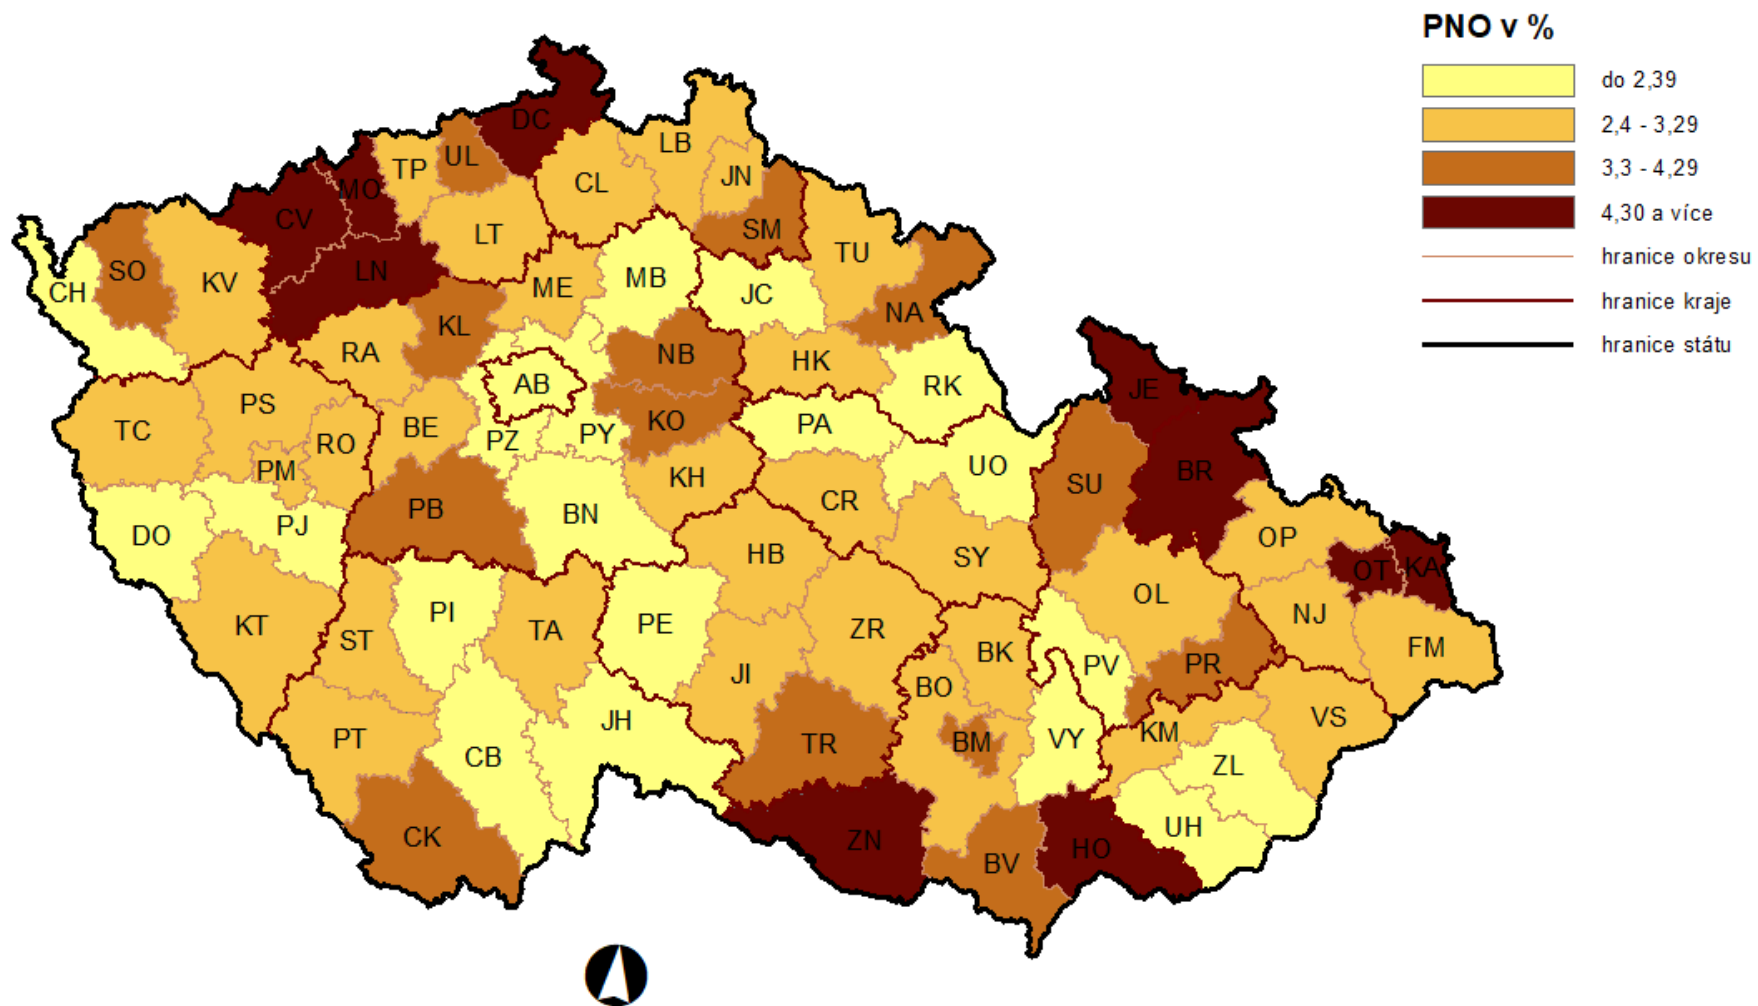 PNO v %
do 2,39
2,4 - 3,29
3,3 - 4,29
4,30 a více
hranice okresu
hranice kraje
hranice státu
DC
LB
UL
TP
JN
CL
MO
CV
LT
SM
TU
SO
KV
LN
MB
CH
ME
JC
NA
KL
RA
NB
HK
AB
RK
JE
PS
TC
BE
RO
KO
PA
PZ
PY
PM
KH
UO
BR
SU
CR
PB
BN
PJ
DO
OP
HB
SY
OT
KA
OL
NJ
PI
KT
ST
TA
PE
ZR
FM
BK
PV
PR
JI
BO
JH
VS
PT
KM
TR
BM
VY
CB
ZL
CK
UH
ZN
HO
BV